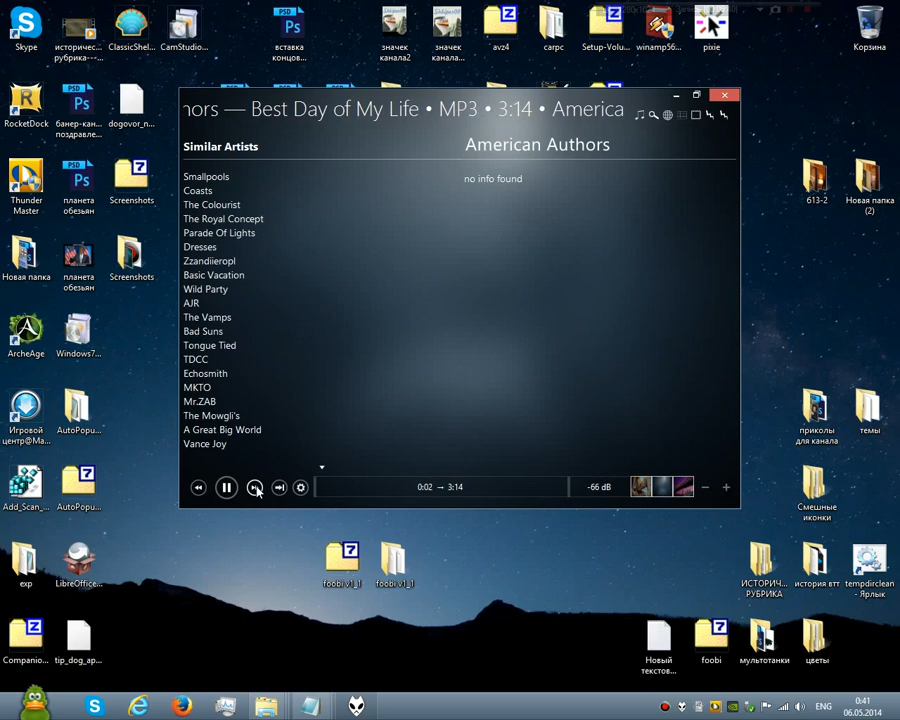 Skype
историчес...
рубрика---...
ClassicShel...
CamStudio...
вставка
концов...
значек
канала2
значек
канала...
avz4
carpc
Setup-Volu...
winamp56...
pixie
Корзина
RocketDock
банер-кан...
поздравле...
dogovor_n...
hors — Best Day of My Life • MP3 • 3:14 • America
Similar Artists
American Authors
no info found
Smallpools
Coasts
The Colourist
The Royal Concept
Parade Of Lights
Dresses
Zzandiieropl
Basic Vacation
Wild Party
AJR
The Vamps
Bad Suns
Tongue Tied
TDCC
Echosmith
MKTO
Mr.ZAB
The Mowgli's
A Great Big World
Vance Joy
0:02 → 3:14
-66 dB
Thunder
Master
планета
обезьян
Screenshots
613-2
Новая папка
(2)
Новая папка
планета
обезьян
Screenshots
ArcheAge
Windows7...
Игровой
центр@Ma...
AutoPopu...
приколы
для канала
темы
Add_Scan_...
AutoPopu...
Смешные
иконки
exp
LibreOffice...
foobi.v1_1
foobi.v1_1
ИСТОРИЧ...
РУБРИКА
история втт
tempdirclean
- Ярлык
Companio...
tip_dog_ap...
Новый
текстов...
foobi
мультотанки
цветы
ENG
0:41
06.05.2014